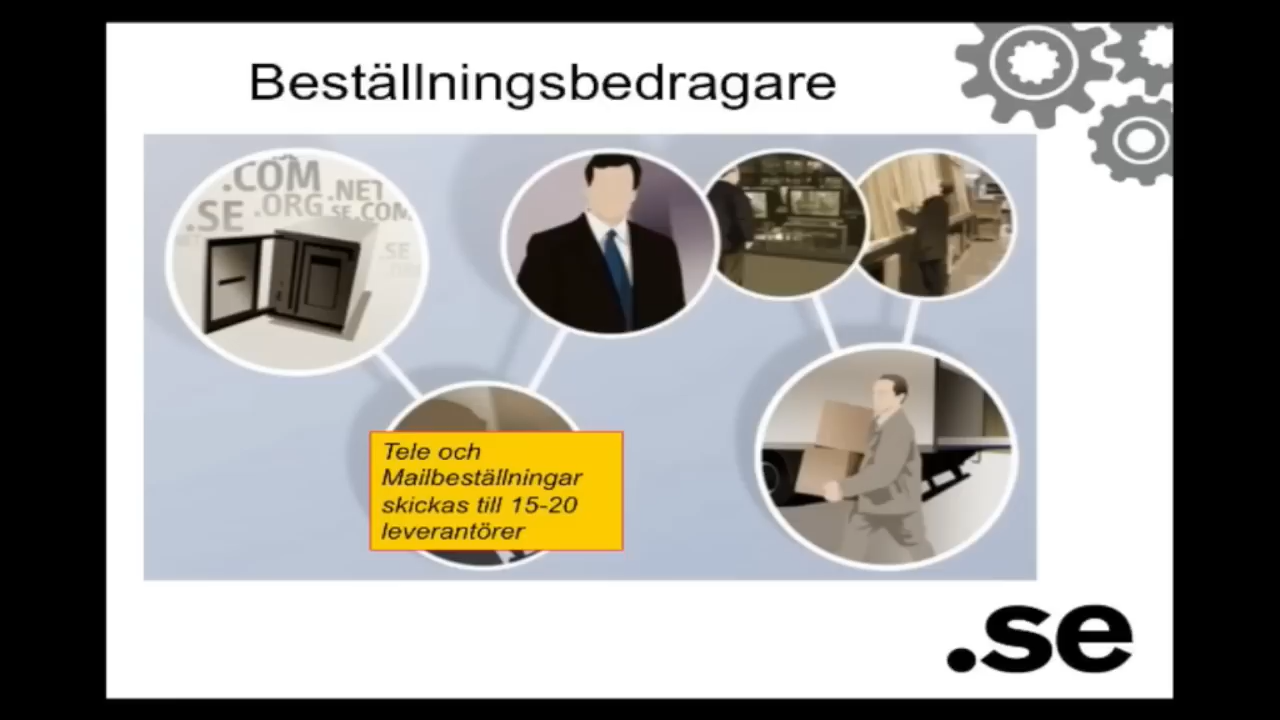 Beställningsbedragare
.COM
.NET
.SE
.ORG
.SE
.COM
.SE
Tele och
Mailbeställningar
skickas till 15-20
leverantörer
.se